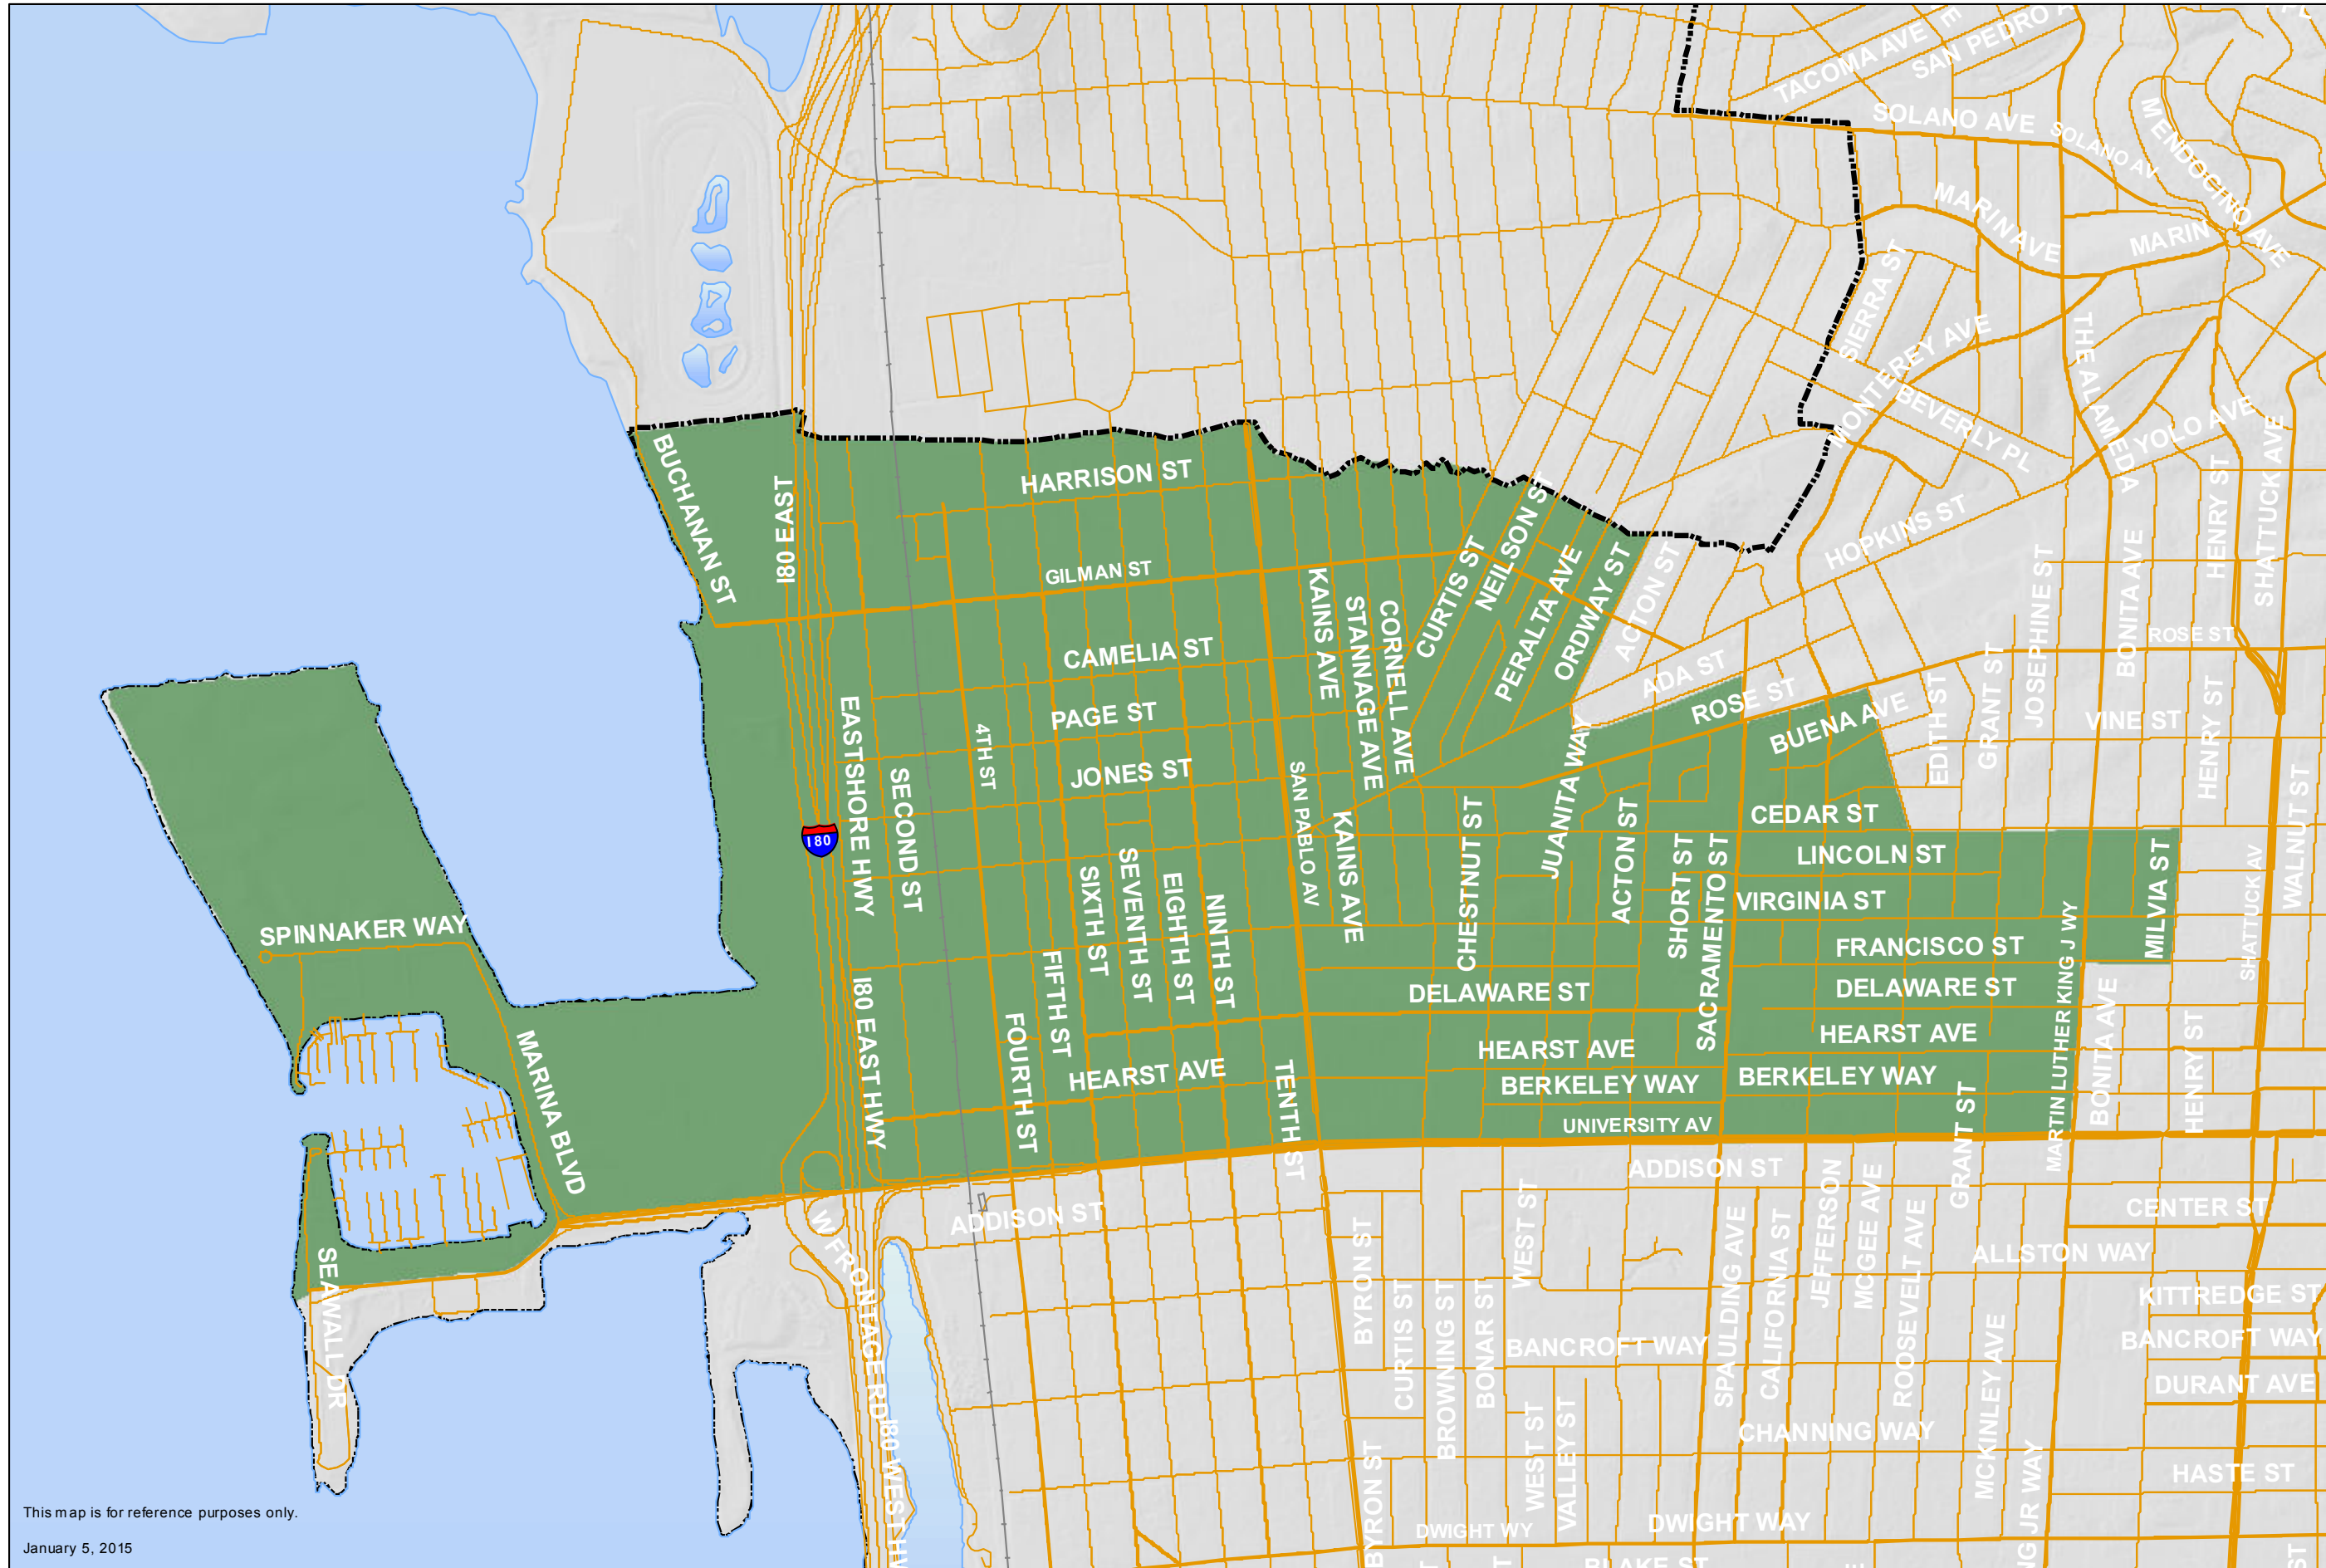 TACOMA AVE
SAN PEDRO A
SOLANO AVE
SOLANO AV
MENDOCINO AVE
MARIN AVE
MARIN
SIERRA ST
MONTEREY AVE
THE ALAMEDA
BEVERLY PL
YOLO AVE
SHATTUCK AVE
HENRY ST
HOPKINS ST
BUCHANAN ST
I80 EAST
HARRISON ST
GILMAN ST
CAMELIA ST
PAGE ST
JONES ST
KAINS AVE
STANNAGE AVE
CORNELL AVE
CURTIS ST
NEILSON ST
PERALTA AVE
ORDWAY ST
ACTON ST
ADA ST
ROSE ST
BUENA AVE
EDITH ST
GRANT ST
JOSEPHINE ST
BONITA AVE
ROSE ST
VINE ST
HENRY ST
HENRY ST
WALNUT ST
SHATTUCK AV
EASTSHORE HWY
SECOND ST
4TH ST
I80
SAN PABLO AV
KAINS AVE
CHESTNUT ST
JUANITA WAY
ACTON ST
SHORT ST
SACRAMENTO ST
CEDAR ST
LINCOLN ST
VIRGINIA ST
FRANCISCO ST
DELAWARE ST
DELAWARE ST
HEARST AVE
HEARST AVE
HEARST AVE
BERKELEY WAY
BERKELEY WAY
UNIVERSITY AV
MILVIA ST
MARTIN LUTHER KING J WY
BONITA AVE
GRANT ST
SIXTH ST
SEVENTH ST
EIGHTH ST
NINTH ST
TENTH ST
FIFTH ST
FOURTH ST
I80 EAST HWY
SPINNAKER WAY
MARINA BLVD
SEAWALL DR
W FRONTAGE RD
I80 WEST HW
ADDISON ST
ADDISON ST
CENTER ST
ALLSTON WAY
KITTREDGE ST
BANCROFT WAY
BANCROFT WAY
DURANT AVE
CHANNING WAY
HASTE ST
DWIGHT WY
DWIGHT WAY
BLAKE ST
BYRON ST
BYRON ST
CURTIS ST
BROWNING ST
BONAR ST
WEST ST
WEST ST
VALLEY ST
SPAULDING AVE
CALIFORNIA ST
JEFFERSON
MCGEE AVE
ROOSEVELT AVE
MCKINLEY AVE
NG JR WAY
This map is for reference purposes only.
January 5, 2015